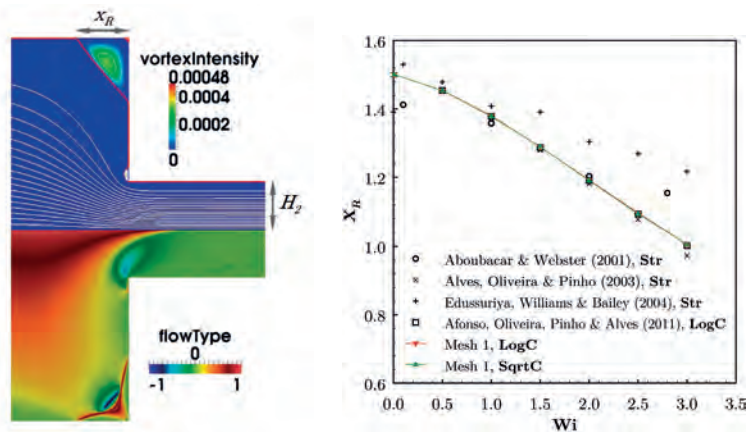 x_R
vortexIntensity
0.00048
0.0004
0.0002
0
H_2
flowType
0
-1
1
1.6
1.4
1.2
1.0
0.8
0.6
X_R
Aboubacar & Webster (2001), Str
Alves, Oliveira & Pinho (2003), Str
Edussuriya, Williams & Bailey (2004), Str
Afonso, Oliveira, Pinho & Alves (2011), LogC
Mesh 1, LogC
Mesh 1, SqrtC
0.0 0.5 1.0 1.5 2.0 2.5 3.0 3.5
Wi